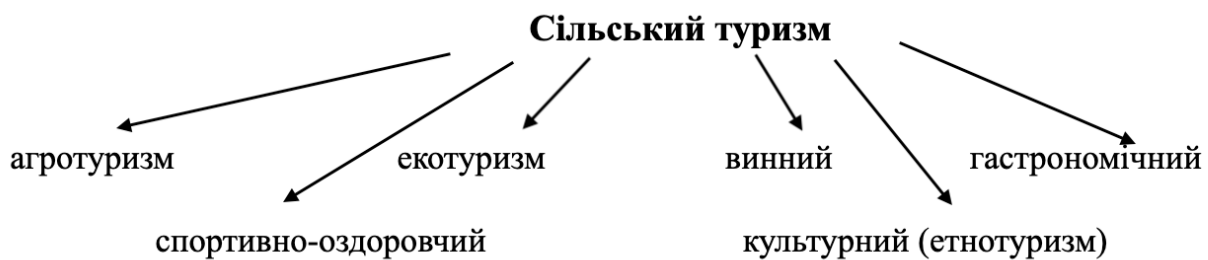 Сільський туризм
агротуризм екотуризм винний гастрономічний
спортивно-оздоровчий культурний (етнотуризм)